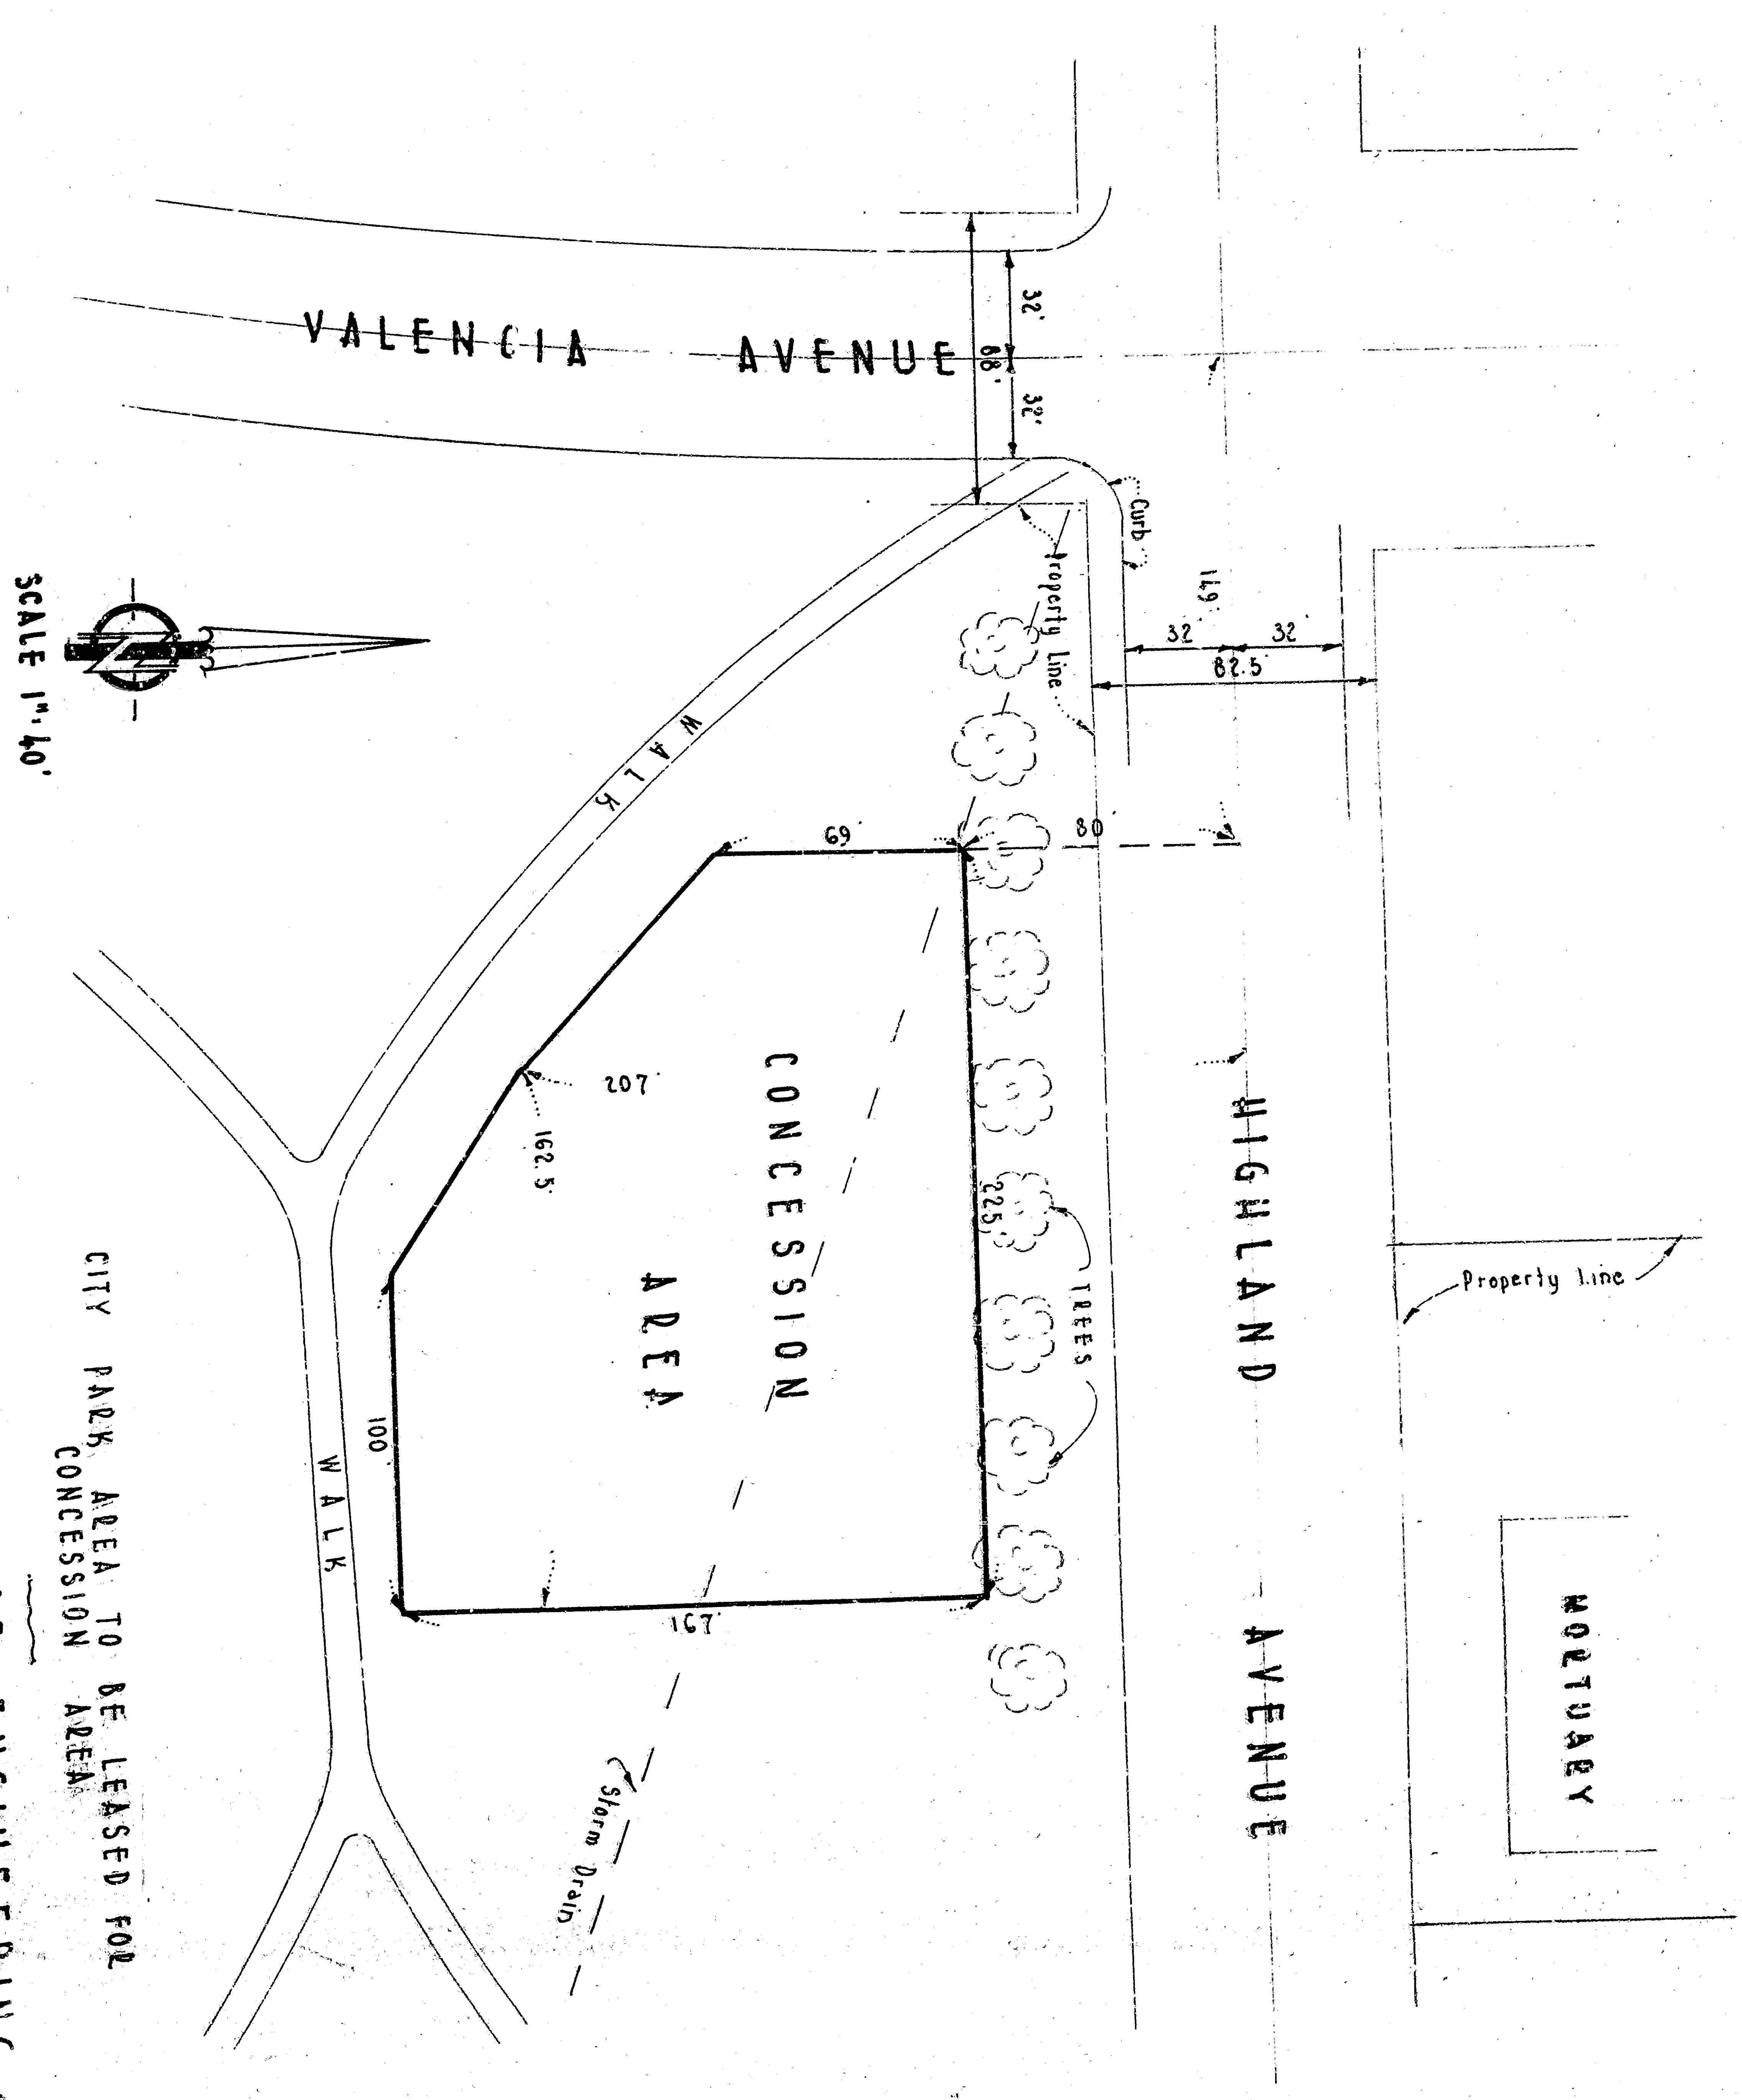 VALENCIA AVENUE
32'
88'
32'
Curb
Property Line
149'
32'
32'
82.5'
80'
69'
WALK
207'
162.5'
CONCESSION
AREA
225'
TREES
HIGHLAND AVENUE
Property Line
MORTUARY
100'
167'
WALK
Storm Drain
SCALE 1"=40'
CITY PARK AREA TO BE LEASED FOR
CONCESSION AREA